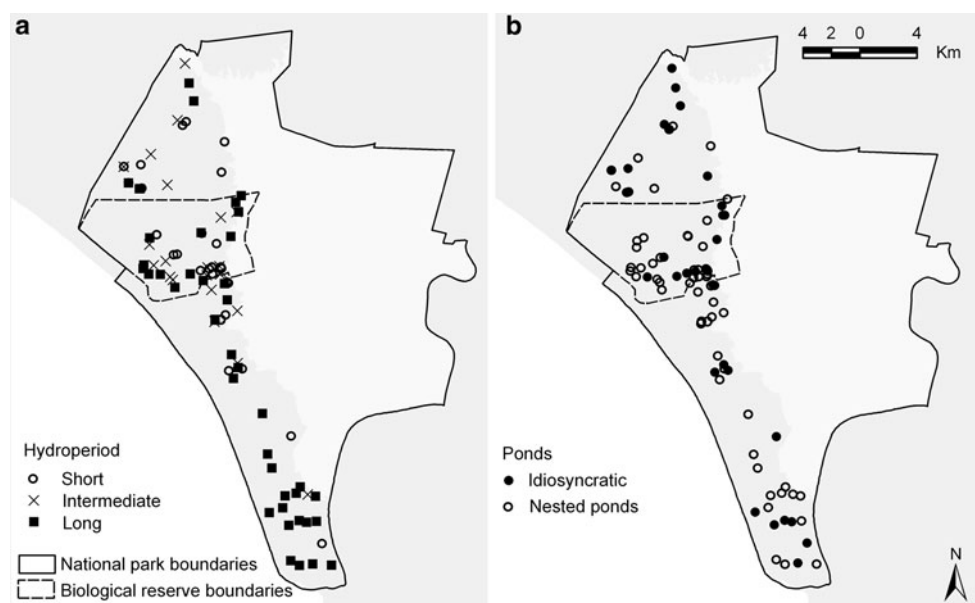 a
Hydroperiod
Short
Intermediate
Long
National park boundaries
Biological reserve boundaries
b
4 2 0 4
Km
Ponds
Idiosyncratic
Nested ponds
N